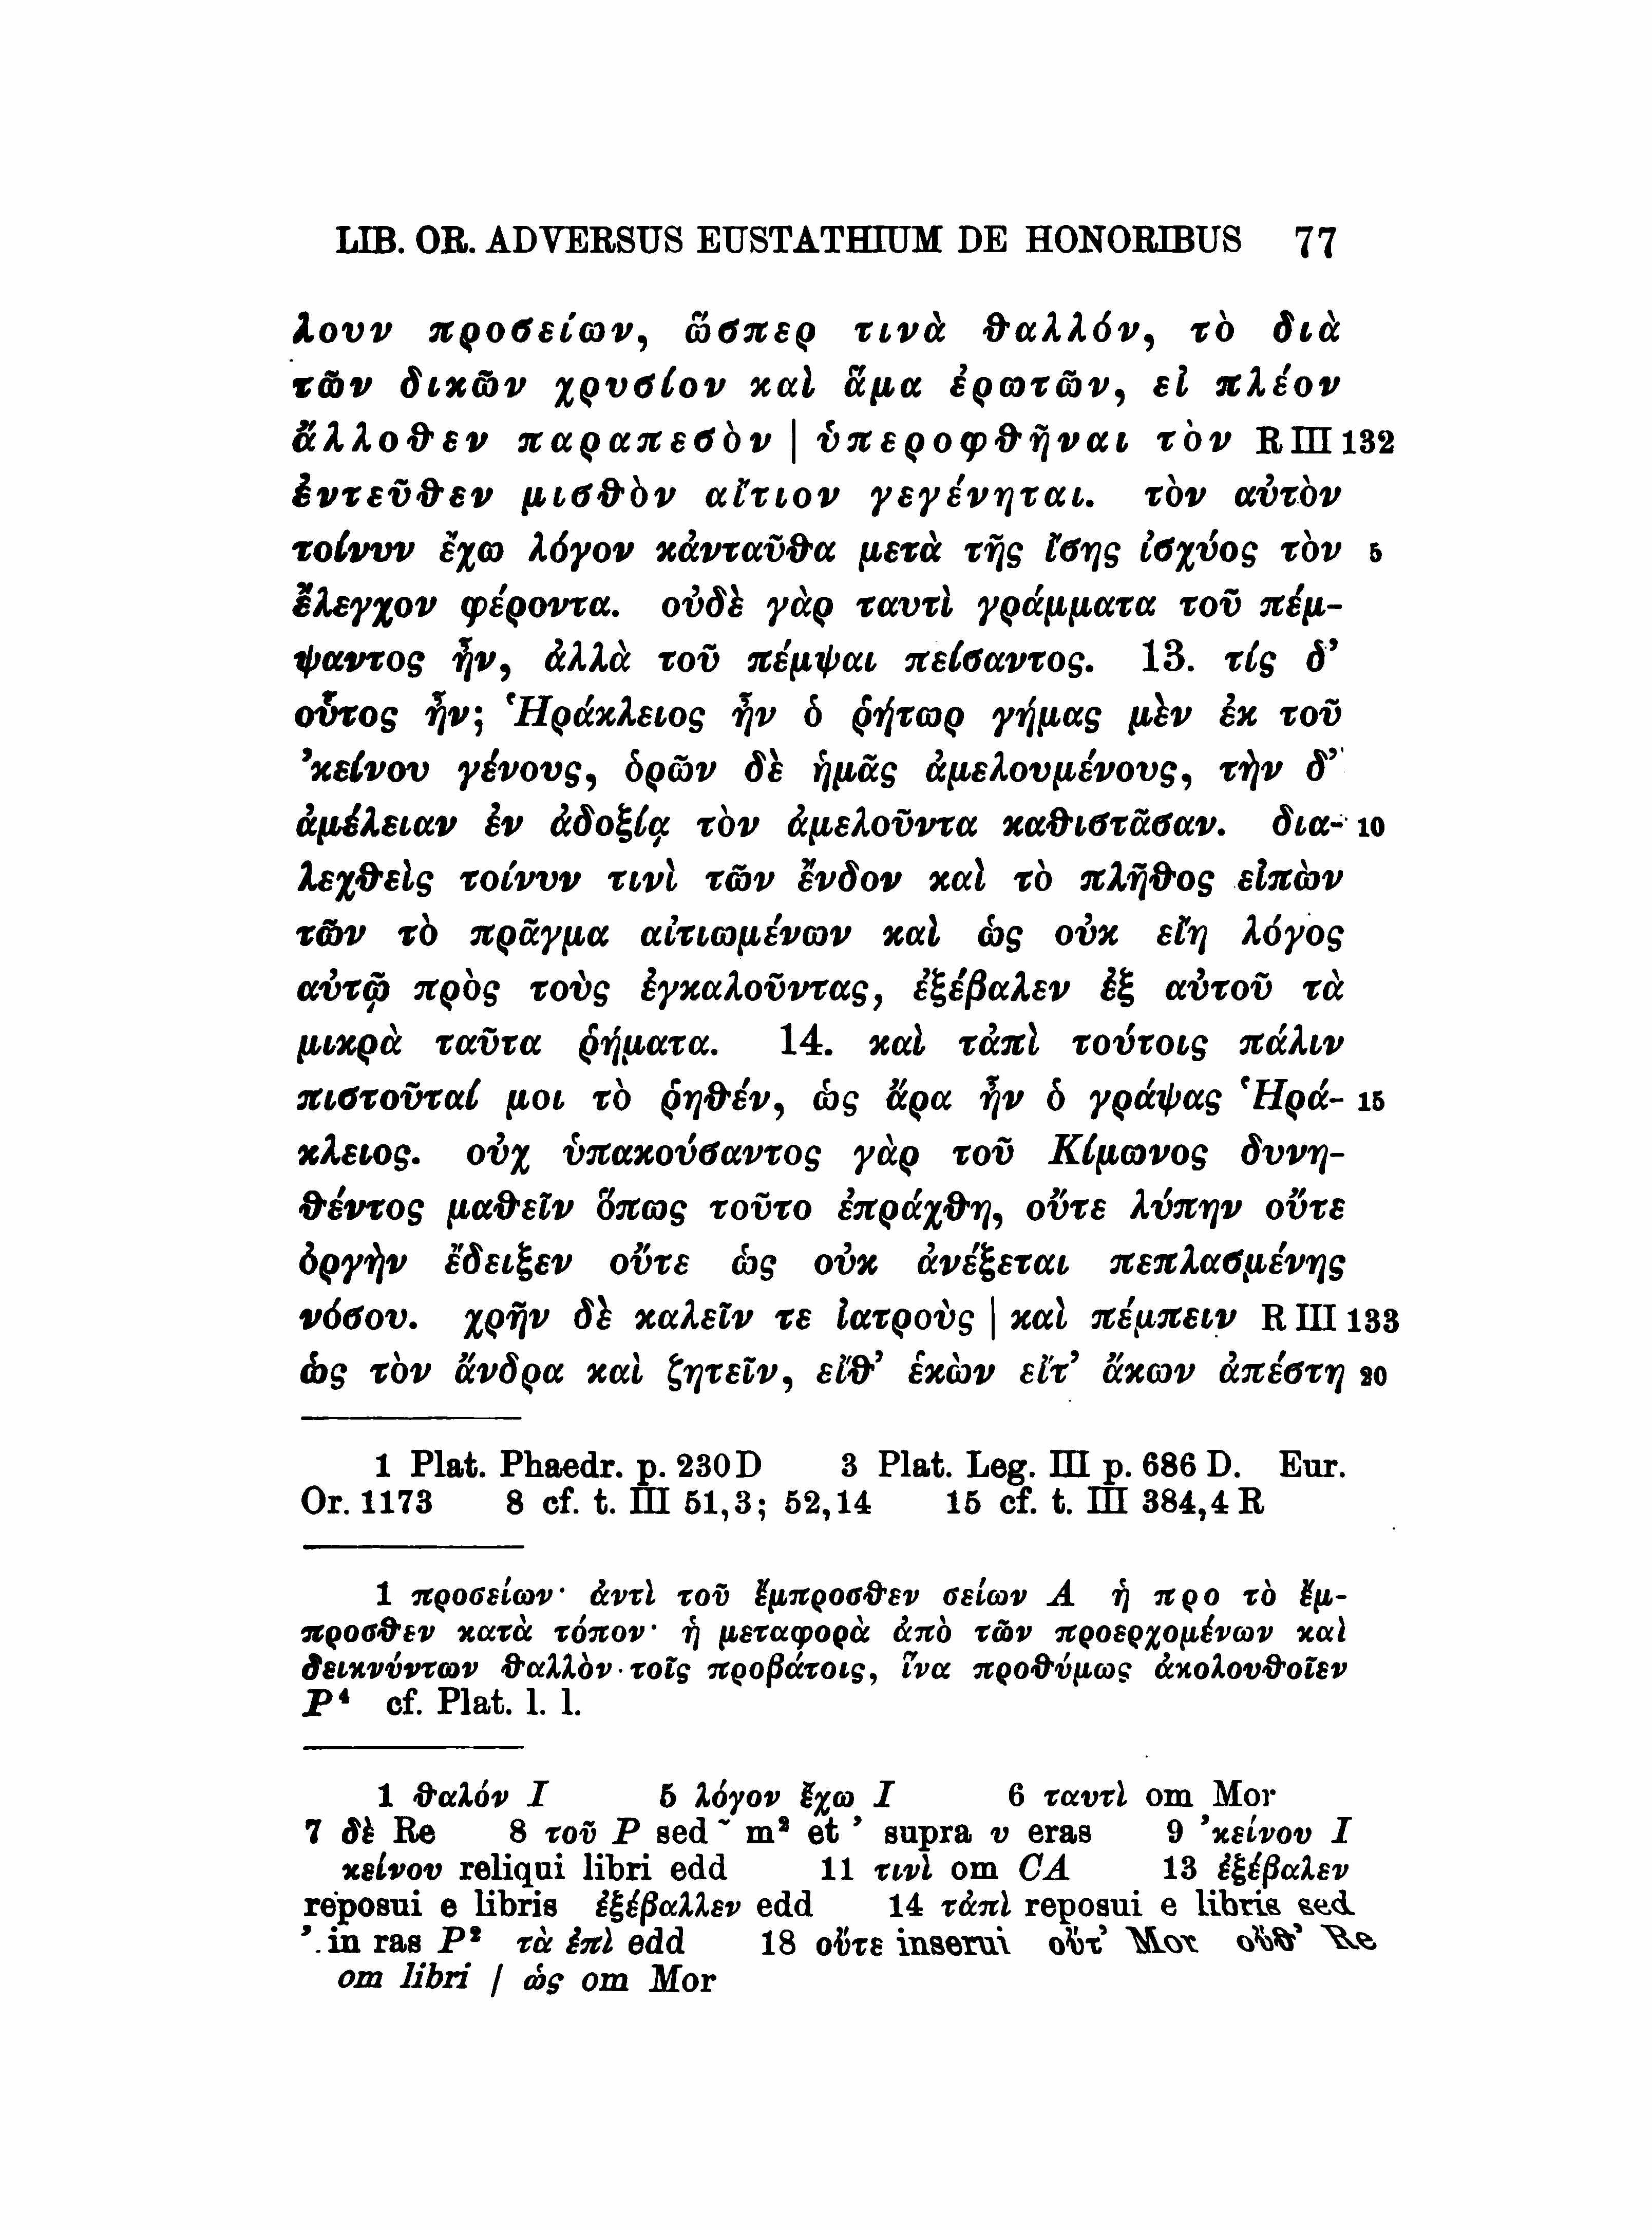 LIB. OR. ADVERSUS EUSTATHIUM DE HONORIBUS 77
λουν προσείων, ὥσπερ τινὰ θαλλόν, τὸ διὰ
τῶν δικῶν χρυσίον καὶ ἅμα ἐρωτῶν, εἰ πλέον
ἄλλοθεν παραπεσὸν | ὑπεροφθῆναι τὸν R III 132
ἐντεῦθεν μισθὸν αἴτιον γεγένηται. τὸν αὐτὸν
τοίνυν ἔχω λόγον κἀνταῦθα μετὰ τῆς ἴσης ἰσχύος τὸν 5
ἔλεγχον φέροντα. οὐδὲ γὰρ ταυτὶ γράμματα τοῦ πέμ-
ψαντος ἦν, ἀλλὰ τοῦ πέμψαι πείσαντος. 13. τίς δ’
οὗτος ἦν; Ἡράκλειος ἦν ὁ ῥήτωρ γήμας μὲν ἐκ τοῦ
’κείνου γένους, ὁρῶν δὲ ἡμᾶς ἀμελουμένους, τὴν δ’
ἀμέλειαν ἐν ἀδοξίᾳ τὸν ἀμελοῦντα καθιστᾶσαν. δια- 10
λεχθεὶς τοίνυν τινὶ τῶν ἔνδον καὶ τὸ πλῆθος εἰπὼν
τῶν τὸ πρᾶγμα αἰτιωμένων καὶ ὡς οὐκ εἴη λόγος
αὐτῷ πρὸς τοὺς ἐγκαλοῦντας, ἐξέβαλεν ἐξ αὐτοῦ τὰ
μικρὰ ταῦτα ῥήματα. 14. καὶ τἀπὶ τούτοις πάλιν
πιστοῦταί μοι τὸ ῥηθέν, ὡς ἄρα ἦν ὁ γράψας Ἡρά- 15
κλειος. οὐχ ὑπακούσαντος γὰρ τοῦ Κίμωνος δυνη-
θέντος μαθεῖν ὅπως τοῦτο ἐπράχθη, οὔτε λύπην οὔτε
ὀργὴν ἔδειξεν οὔτε ὡς οὐκ ἀνέξεται πεπλασμένης
νόσου. χρῆν δὲ καλεῖν τε ἰατροὺς | καὶ πέμπειν R III 133
ὡς τὸν ἄνδρα καὶ ζητεῖν, εἴθ’ ἑκὼν εἴτ’ ἄκων ἀπέστη 20
1 Plat. Phaedr. p. 230D 3 Plat. Leg. III p. 686 D. Eur.
Or. 1173 8 cf. t. III 51,3; 52,14 15 cf. t. III 384,4 R
1 προσείων· ἀντὶ τοῦ ἔμπροσθεν σείων A ἡ προ τὸ ἔμ-
προσθεν κατὰ τόπον· ἡ μεταφορὰ ἀπὸ τῶν προερχομένων καὶ
δεικνύντων θαλλὸν τοῖς προβάτοις, ἵνα προθύμως ἀκολουθοῖεν
P⁴ cf. Plat. l. l.
1 θαλόν I 5 λόγον ἔχω I 6 ταυτὶ om Mor
7 δὲ Re 8 τοῦ P sed ῀ m² et ’ supra υ eras 9 ’κείνου I
κείνου reliqui libri edd 11 τινὶ om CA 13 ἐξέβαλεν
reposui e libris ἐξέβαλλεν edd 14 τἀπὶ reposui e libris sed
’ in ras P² τὰ ἐπὶ edd 18 οὔτε inserui οὔτ’ Mor οὔθ’ Re
om libri / ὡς om Mor